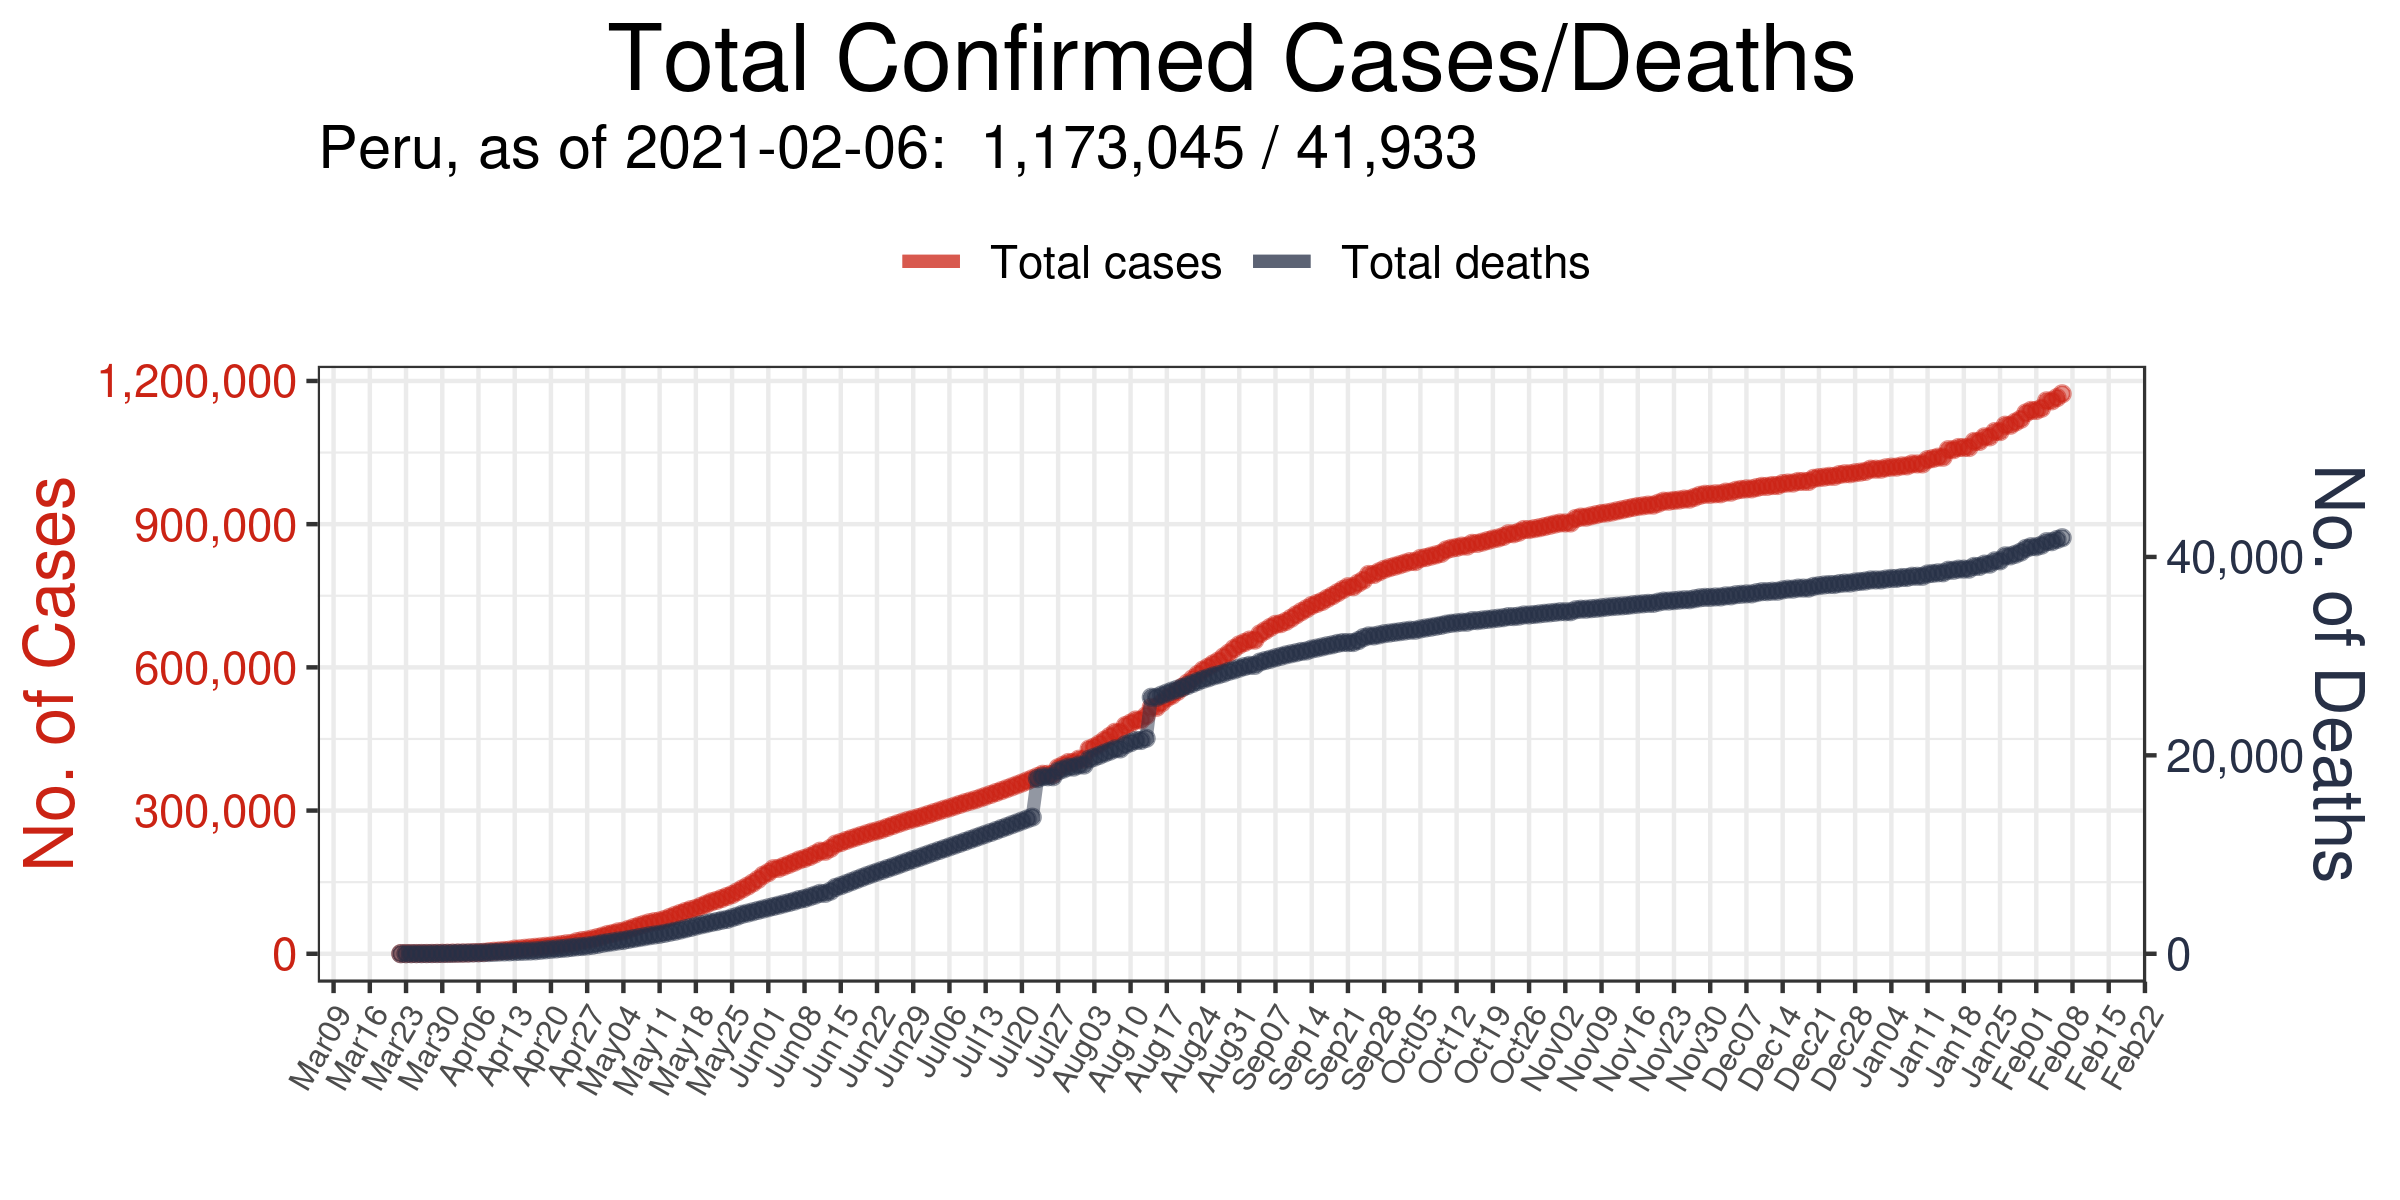 Total Confirmed Cases/Deaths
Peru, as of 2021-02-06:  1,173,045 / 41,933
Total cases
Total deaths
No. of Cases
1,200,000
900,000
600,000
300,000
0
40,000
20,000
0
No. of Deaths
Mar09
Mar16
Mar23
Mar30
Apr06
Apr13
Apr20
Apr27
May04
May11
May18
May25
Jun01
Jun08
Jun15
Jun22
Jun29
Jul06
Jul13
Jul20
Jul27
Aug03
Aug10
Aug17
Aug24
Aug31
Sep07
Sep14
Sep21
Sep28
Oct05
Oct12
Oct19
Oct26
Nov02
Nov09
Nov16
Nov23
Nov30
Dec07
Dec14
Dec21
Dec28
Jan04
Jan11
Jan18
Jan25
Feb01
Feb08
Feb15
Feb22